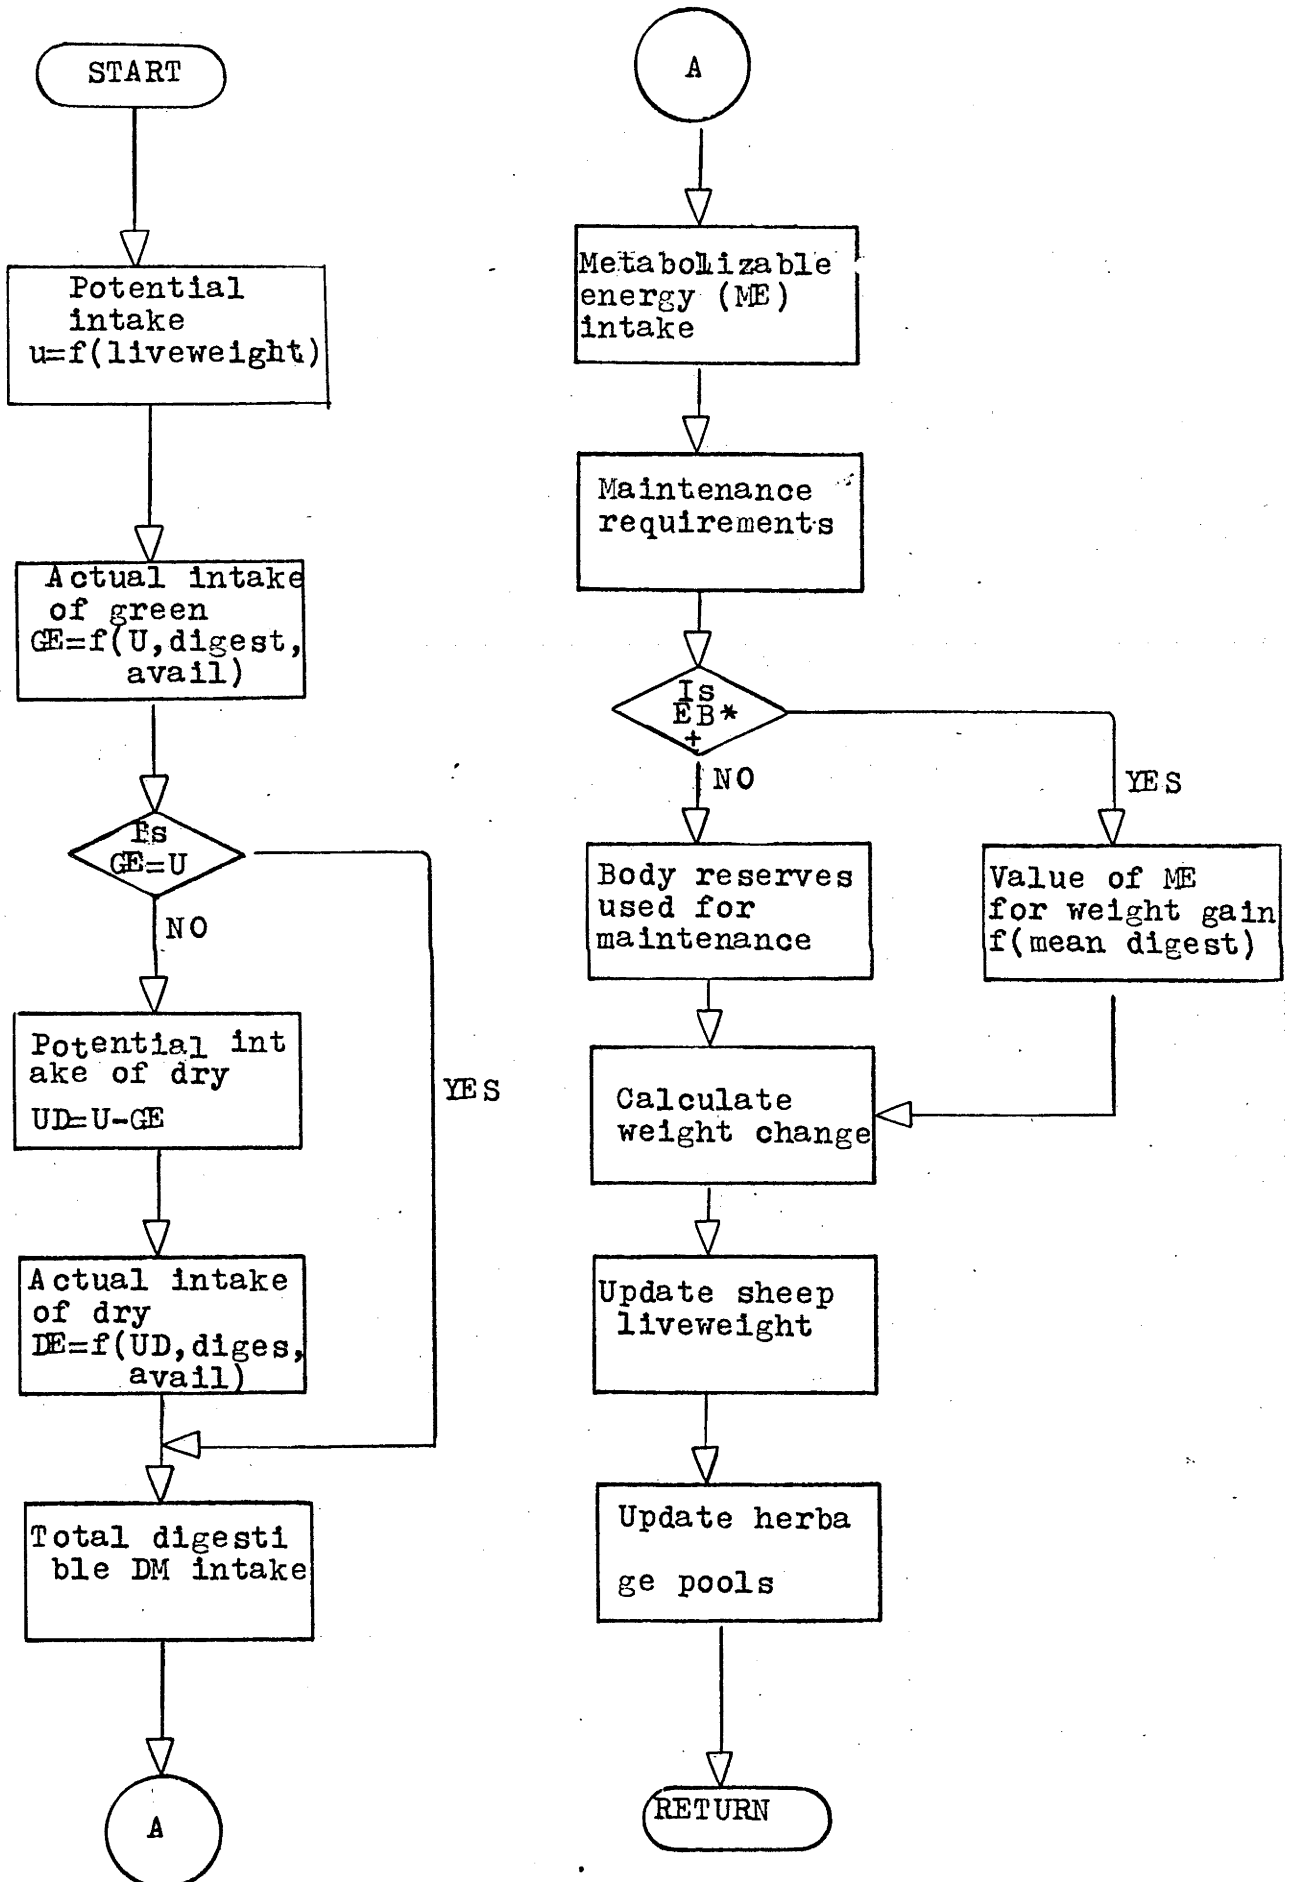 START
Potential
intake
u=f(liveweight)
Actual intake
of green
GE=f(U,digest,
avail)
Is
GE=U
NO
YES
Potential int
ake of dry
UD=U-GE
Actual intake
of dry
DE=f(UD,diges,
avail)
Total digesti
ble DM intake
A
A
Metabolizable
energy (ME)
intake
Maintenance
requirements
Is
EB*
+
NO
YES
Body reserves
used for
maintenance
Value of ME
for weight gain
f(mean digest)
Calculate
weight change
Update sheep
liveweight
Update herba
ge pools
RETURN